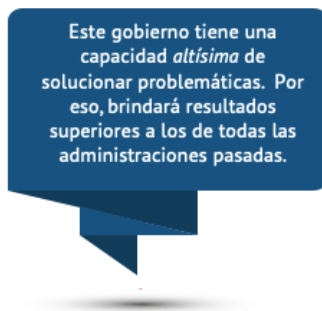 Este gobierno tiene una
capacidad altísima de
solucionar problemáticas. Por
eso, brindará resultados
superiores a los de todas las
administraciones pasadas.